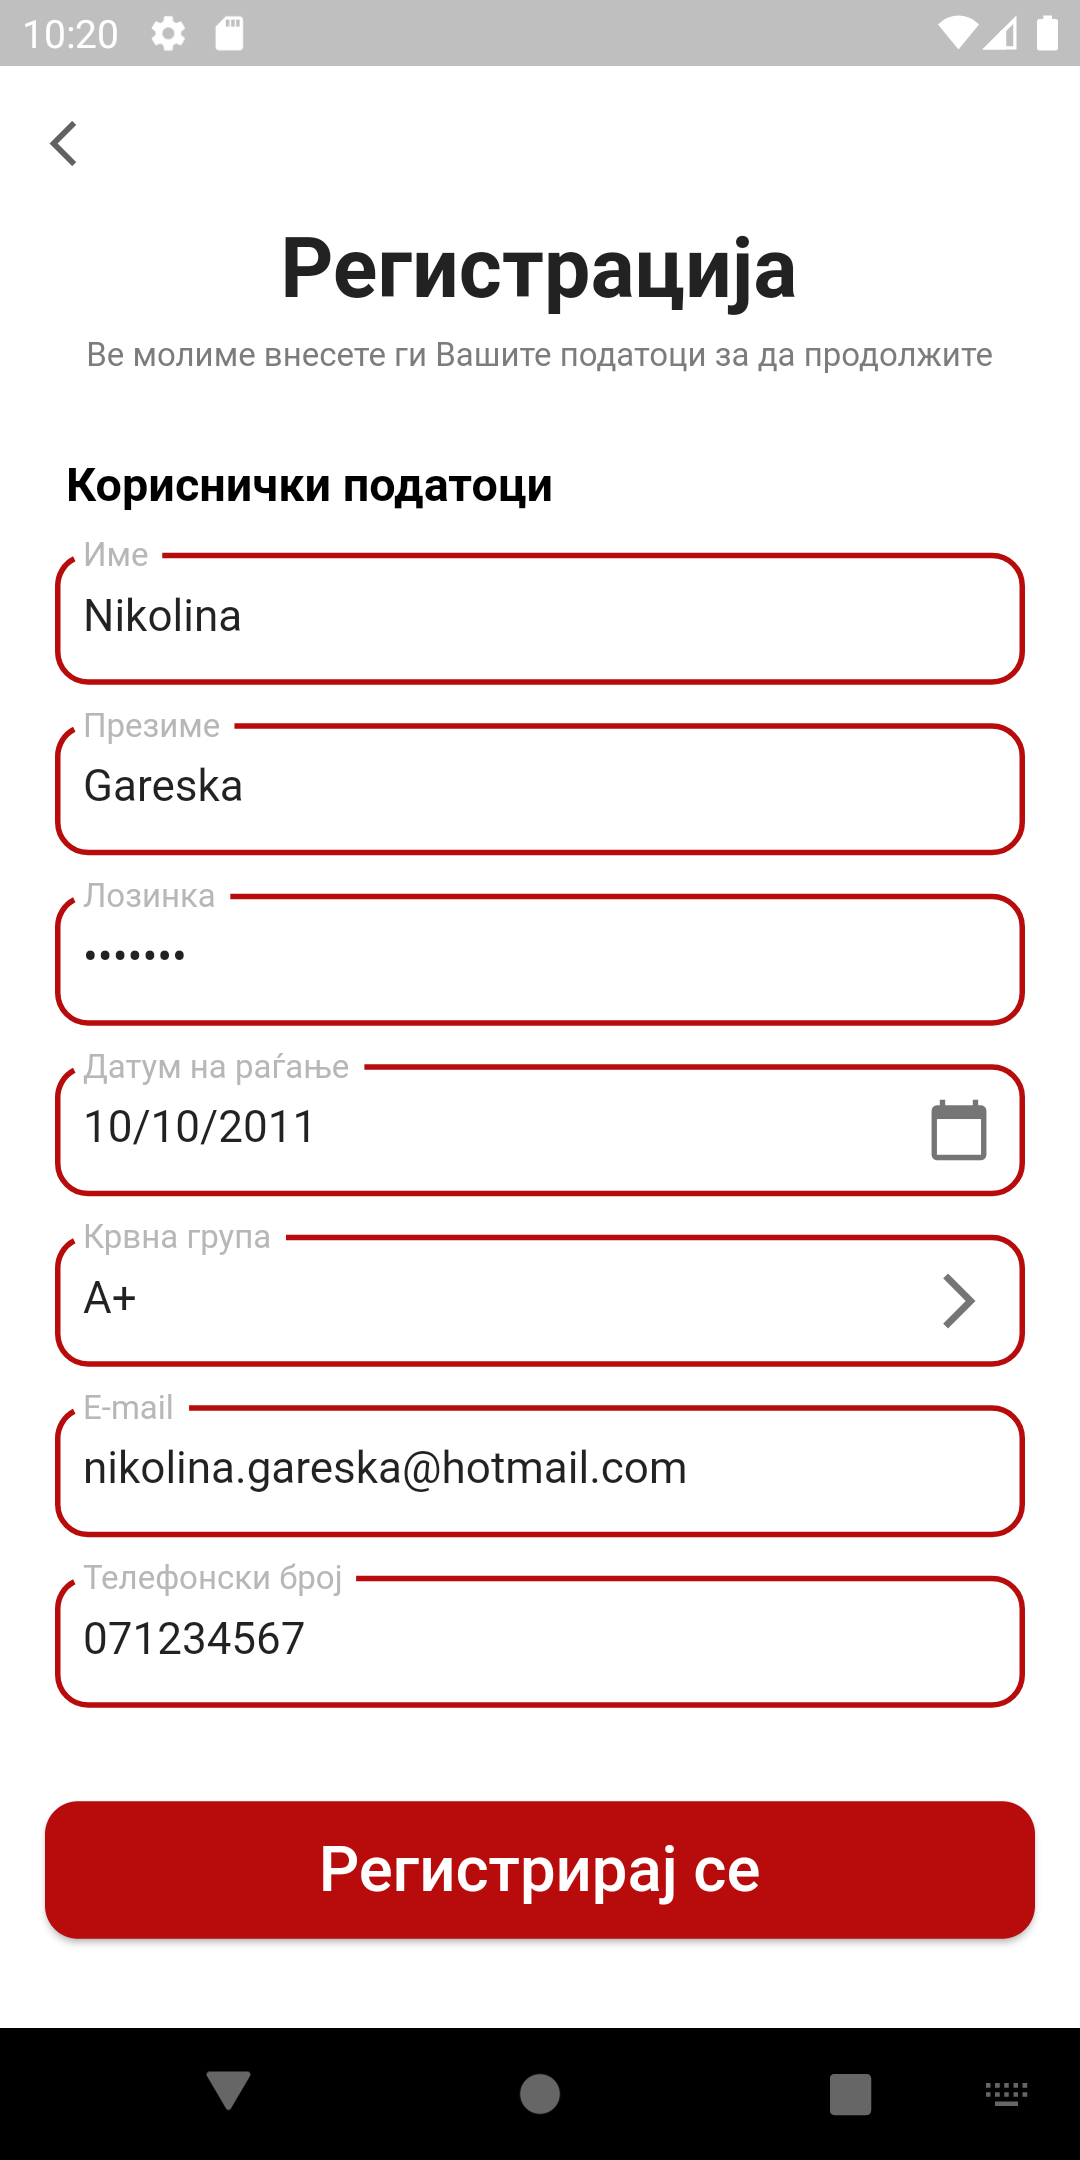 10:20
Регистрација
Ве молиме внесете ги Вашите податоци за да продолжите
Кориснички податоци
Име
Nikolina
Презиме
Gareska
Лозинка
•••••••
Датум на раѓање
10/10/2011
Крвна група
A+
E-mail
nikolina.gareska@hotmail.com
Телефонски број
071234567
Регистрирај се